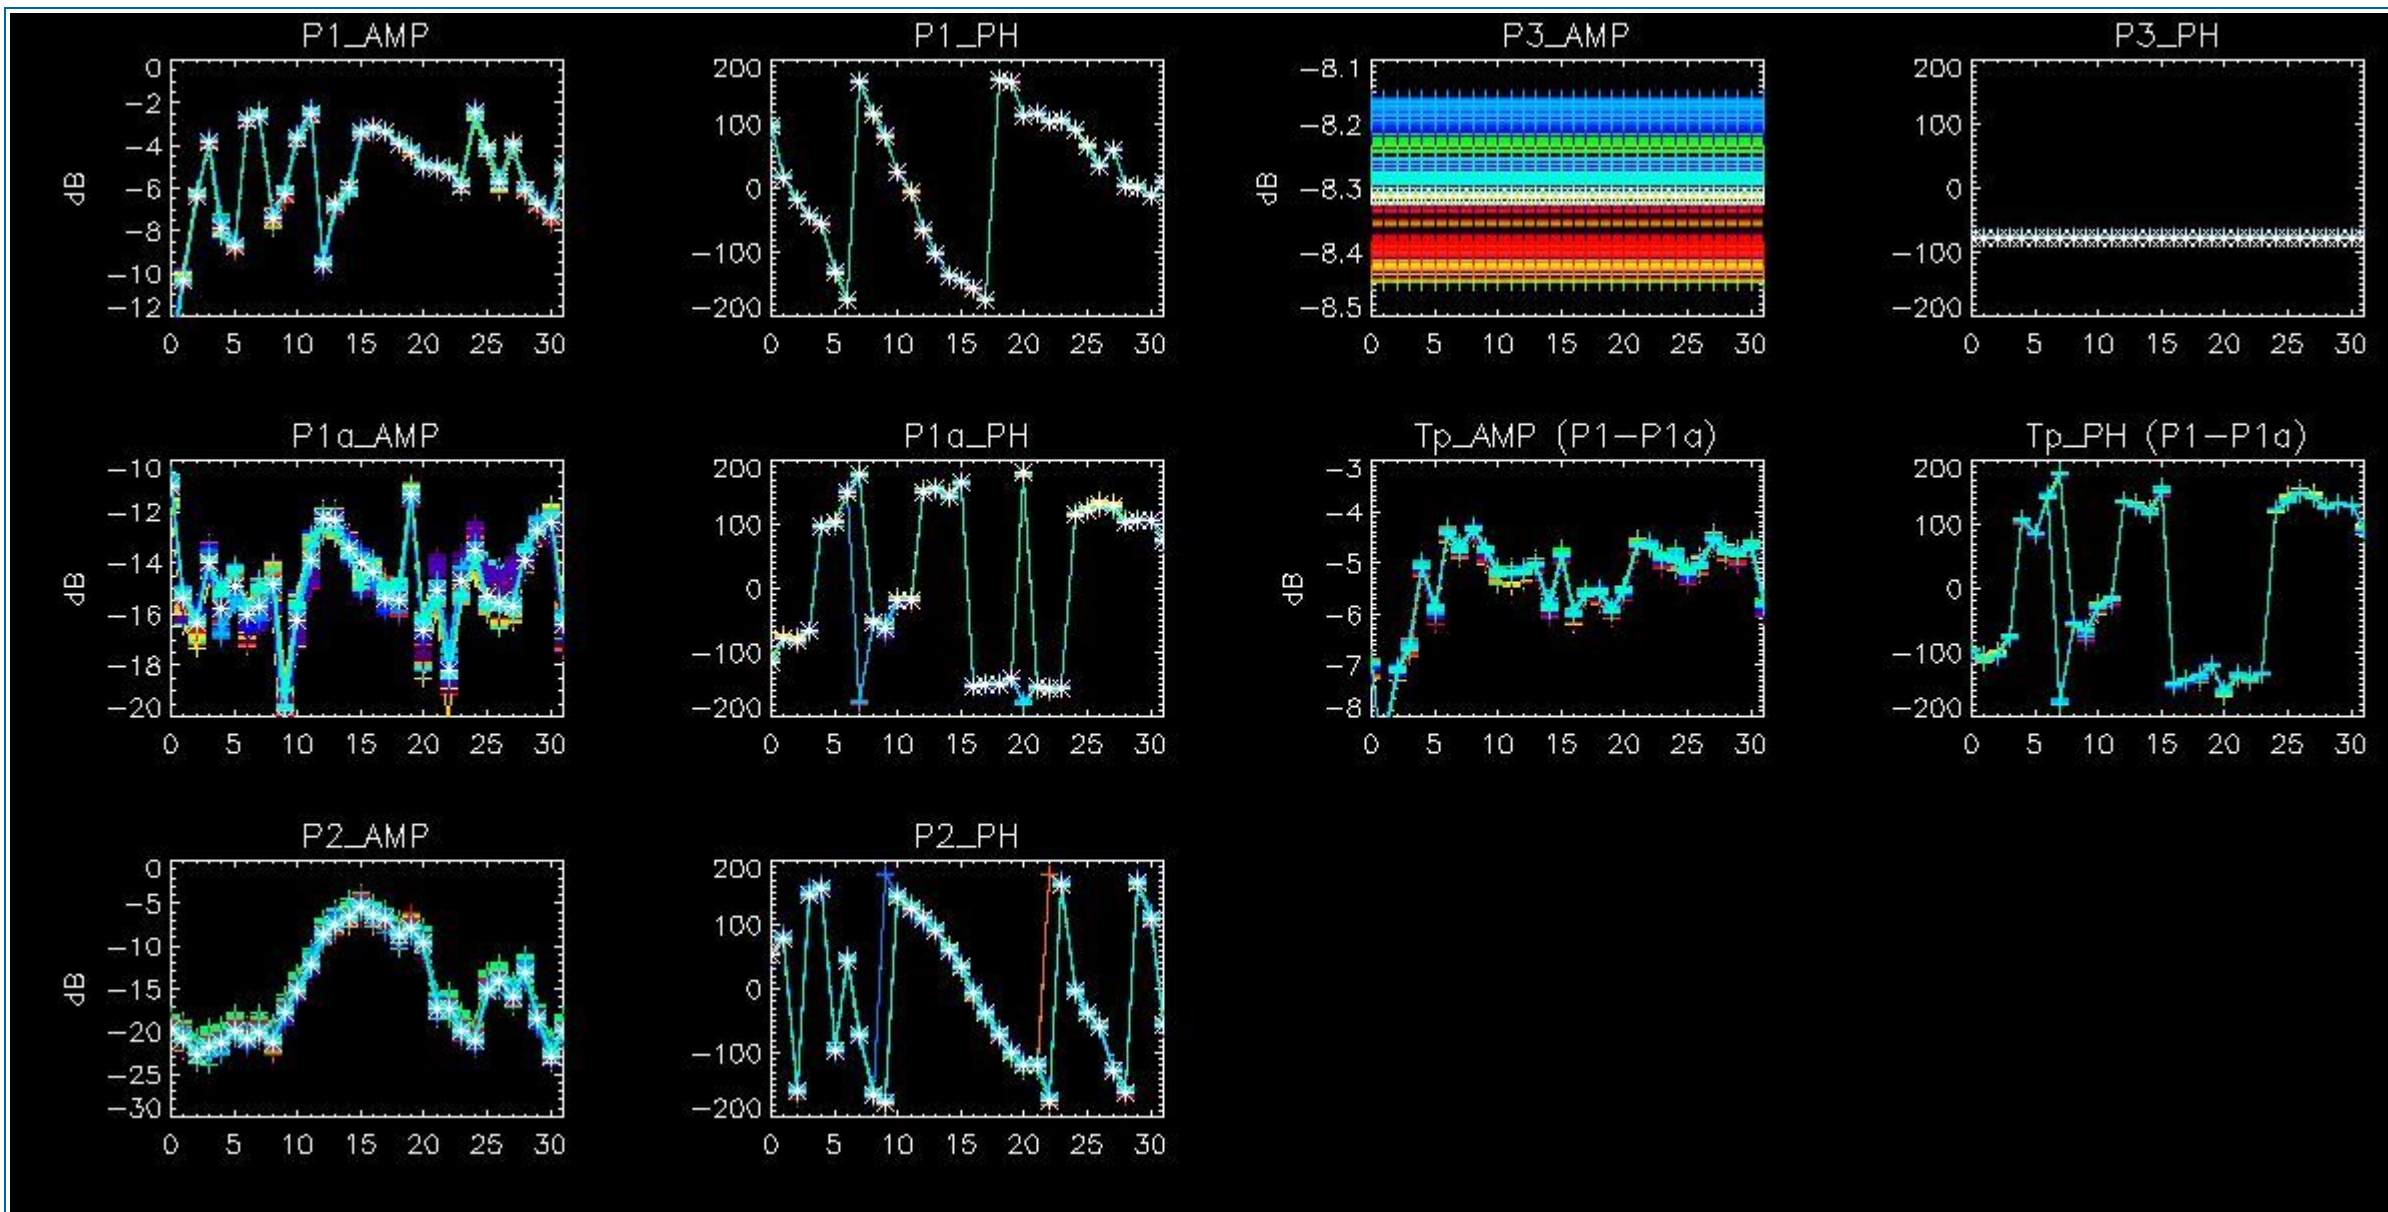 P1_AMP
0
−2
−4
−6
−8
−10
−12
dB
0 5 10 15 20 25 30
P1_PH
200
100
0
−100
−200
0 5 10 15 20 25 30
P3_AMP
−8.1
−8.2
−8.3
−8.4
−8.5
dB
0 5 10 15 20 25 30
P3_PH
200
100
0
−100
−200
0 5 10 15 20 25 30
P1a_AMP
−10
−12
−14
−16
−18
−20
dB
0 5 10 15 20 25 30
P1a_PH
200
100
0
−100
−200
0 5 10 15 20 25 30
Tp_AMP (P1−P1a)
−3
−4
−5
−6
−7
−8
dB
0 5 10 15 20 25 30
Tp_PH (P1−P1a)
200
100
0
−100
−200
0 5 10 15 20 25 30
P2_AMP
0
−5
−10
−15
−20
−25
−30
dB
0 5 10 15 20 25 30
P2_PH
200
100
0
−100
−200
0 5 10 15 20 25 30